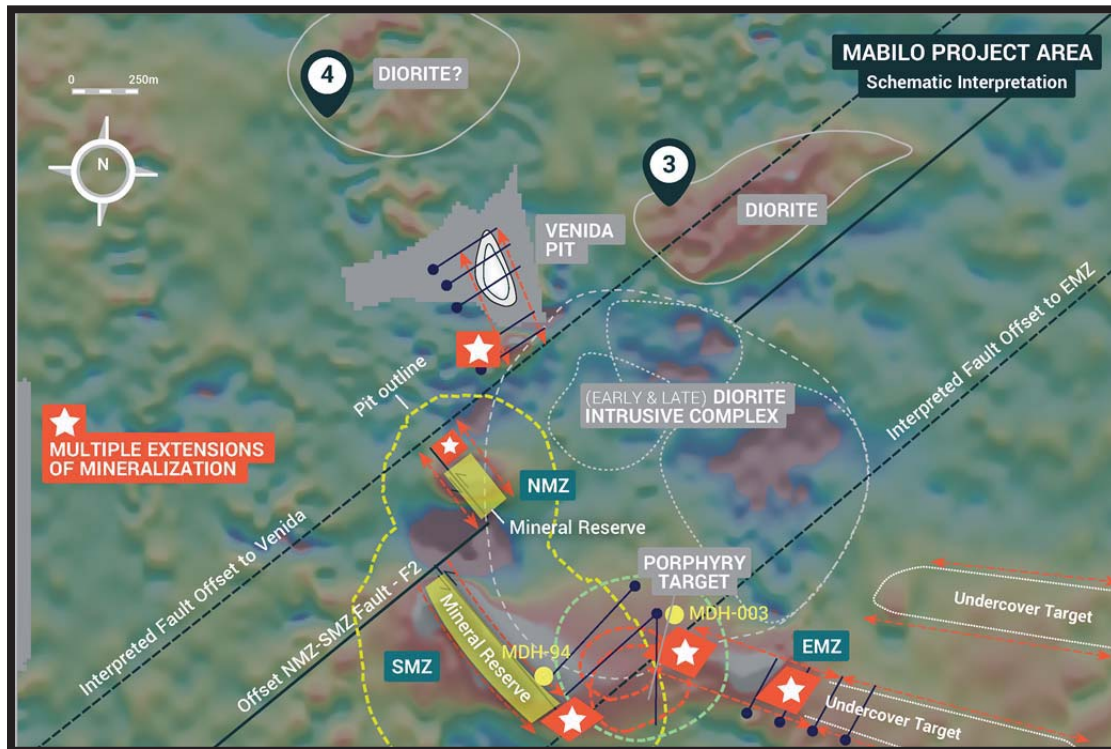 MABILO PROJECT AREA
Schematic Interpretation
0 250m
N
4
DIORITE?
3
DIORITE
VENIDA
PIT
Pit outline
(EARLY & LATE) DIORITE
INTRUSIVE COMPLEX
Interpreted Fault Offset to EMZ
MULTIPLE EXTENSIONS
OF MINERALIZATION
NMZ
Mineral Reserve
Interpreted Fault Offset to Venida
Offset NMZ-SMZ Fault - F2
PORPHYRY
TARGET
MDH-003
Undercover Target
SMZ
Mineral Reserve
MDH-94
EMZ
Undercover Target